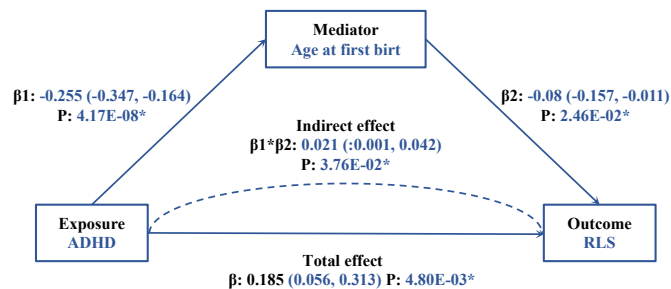 Mediator
Age at first birt
β1: -0.255 (-0.347, -0.164)
P: 4.17E-08*
β2: -0.08 (-0.157, -0.011)
P: 2.46E-02*
Indirect effect
β1*β2: 0.021 (:0.001, 0.042)
P: 3.76E-02*
Exposure
ADHD
Outcome
RLS
Total effect
β: 0.185 (0.056, 0.313) P: 4.80E-03*